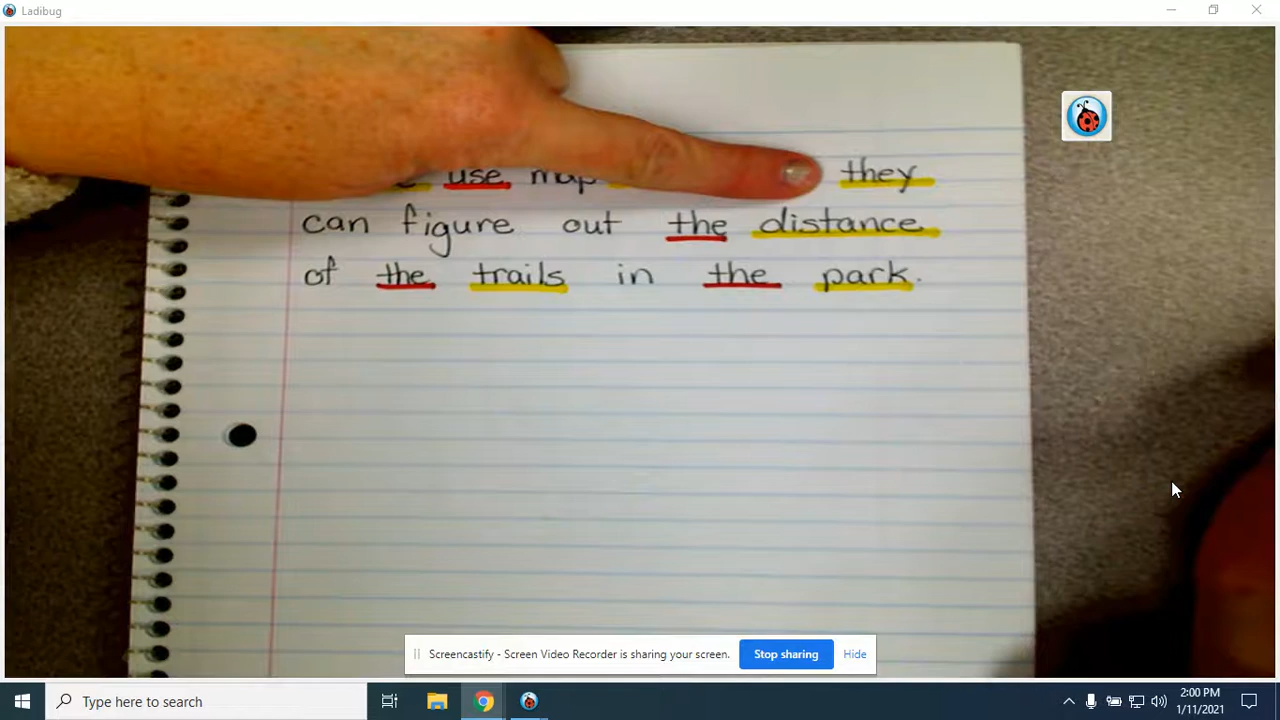 Ladibug
use map they
can figure out the distance
of the trails in the park.
Screencastify - Screen Video Recorder is sharing your screen. Stop sharing Hide
Type here to search
2:00 PM
1/11/2021